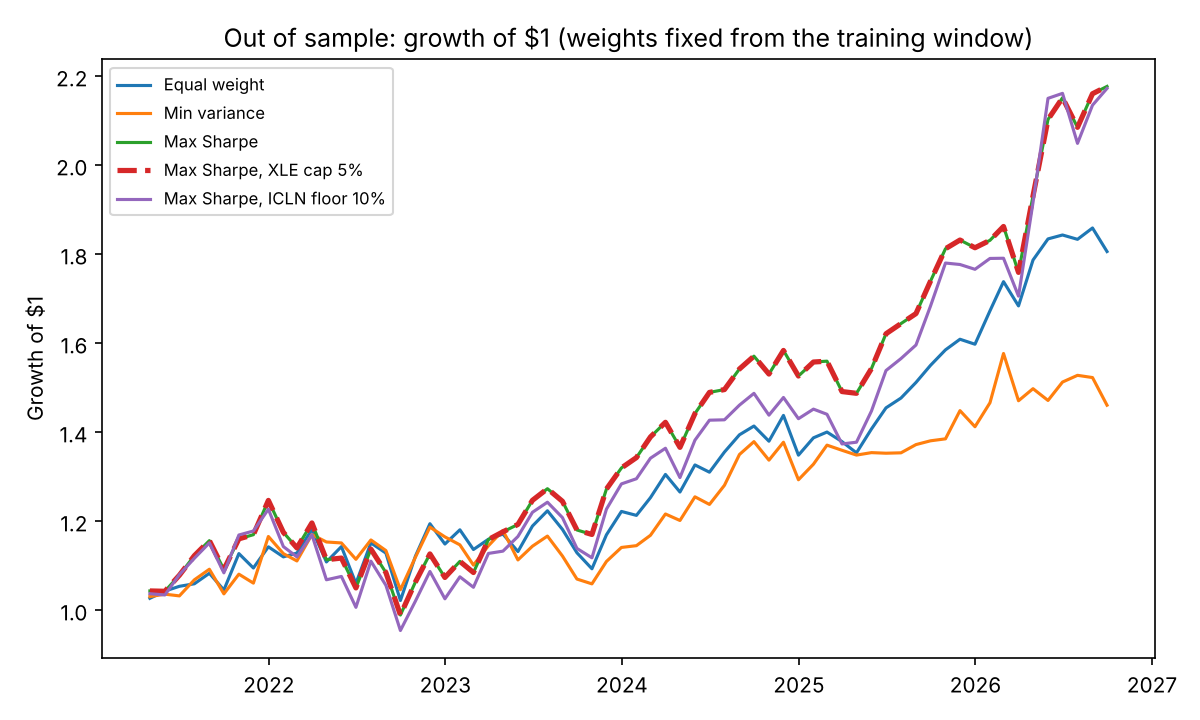 Out of sample: growth of $1 (weights fixed from the training window)
Equal weight
Min variance
Max Sharpe
Max Sharpe, XLE cap 5%
Max Sharpe, ICLN floor 10%
Growth of $1
2.2
2.0
1.8
1.6
1.4
1.2
1.0
2022 2023 2024 2025 2026 2027